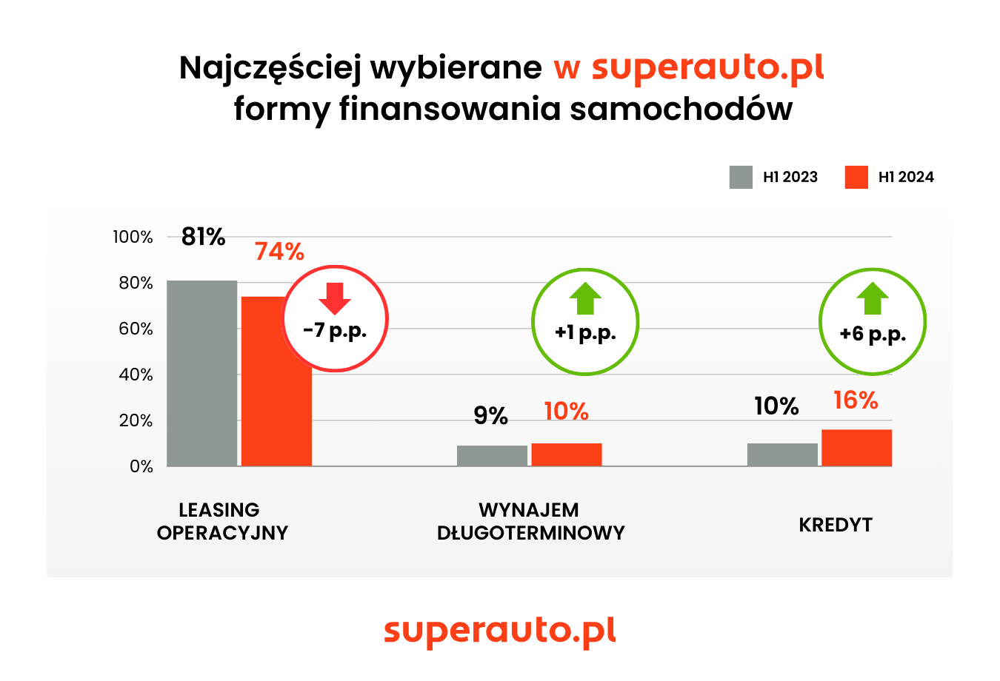 Najczęściej wybierane w superauto.pl
formy finansowania samochodów
H1 2023 H1 2024
100%
80%
60%
40%
20%
0%
81%
74%
-7 p.p.
9%
10%
+1 p.p.
10%
16%
+6 p.p.
LEASING
OPERACYJNY
WYNAJEM
DŁUGOTERMINOWY
KREDYT
superauto.pl